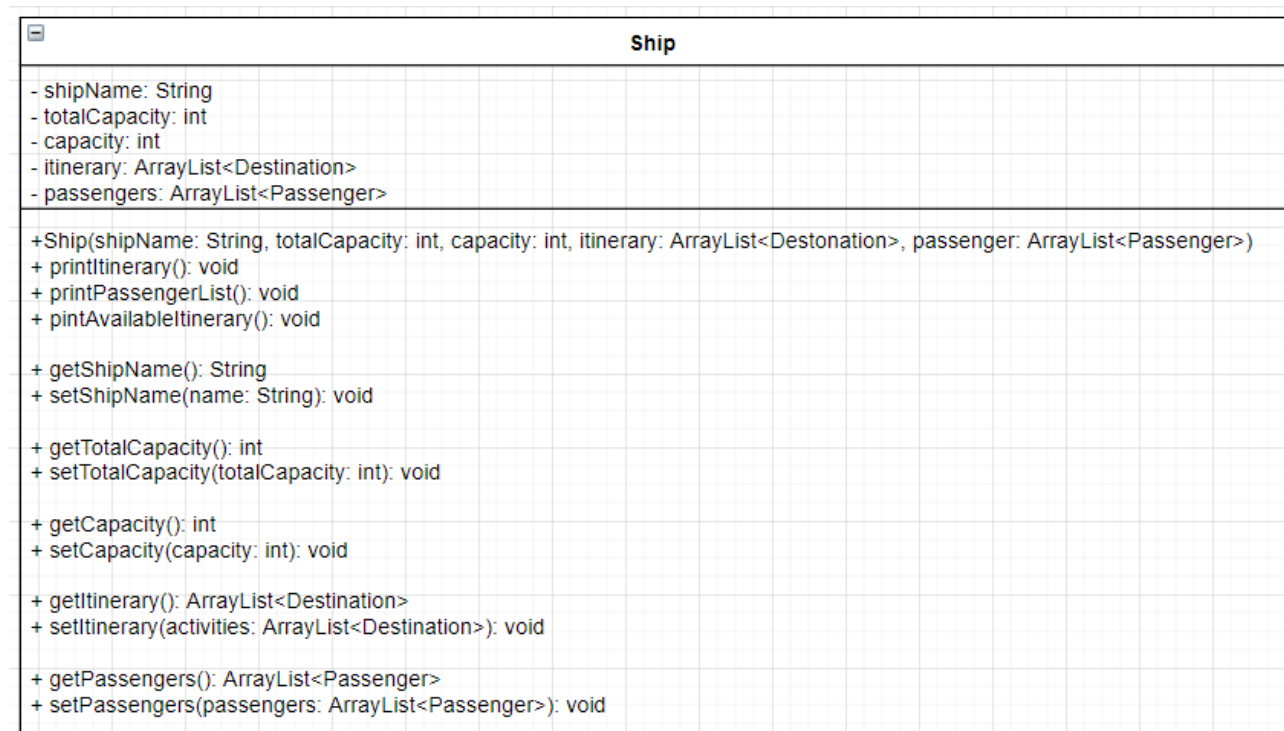 Ship
- shipName: String
- totalCapacity: int
- capacity: int
- itinerary: ArrayList<Destination>
- passengers: ArrayList<Passenger>
+Ship(shipName: String, totalCapacity: int, capacity: int, itinerary: ArrayList<Destonation>, passenger: ArrayList<Passenger>)
+ printItinerary(): void
+ printPassengerList(): void
+ pintAvailableItinerary(): void
+ getShipName(): String
+ setShipName(name: String): void
+ getTotalCapacity(): int
+ setTotalCapacity(totalCapacity: int): void
+ getCapacity(): int
+ setCapacity(capacity: int): void
+ getItinerary(): ArrayList<Destination>
+ setItinerary(activities: ArrayList<Destination>): void
+ getPassengers(): ArrayList<Passenger>
+ setPassengers(passengers: ArrayList<Passenger>): void